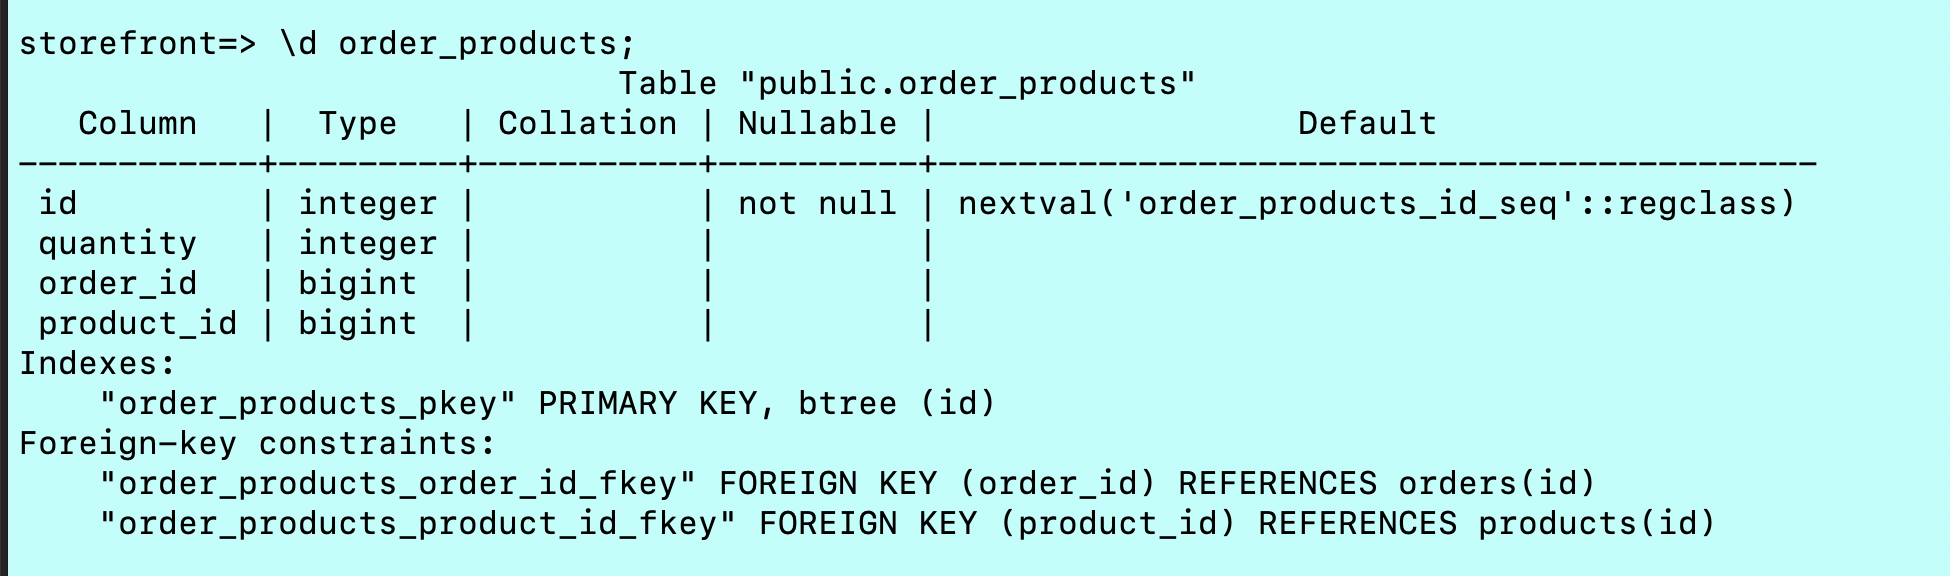 storefront=> \d order_products;
                              Table "public.order_products"
   Column   |  Type   | Collation | Nullable |                  Default
------------+---------+-----------+----------+--------------------------------------------
 id         | integer |           | not null | nextval('order_products_id_seq'::regclass)
 quantity   | integer |           |          |
 order_id   | bigint  |           |          |
 product_id | bigint  |           |          |
Indexes:
    "order_products_pkey" PRIMARY KEY, btree (id)
Foreign-key constraints:
    "order_products_order_id_fkey" FOREIGN KEY (order_id) REFERENCES orders(id)
    "order_products_product_id_fkey" FOREIGN KEY (product_id) REFERENCES products(id)